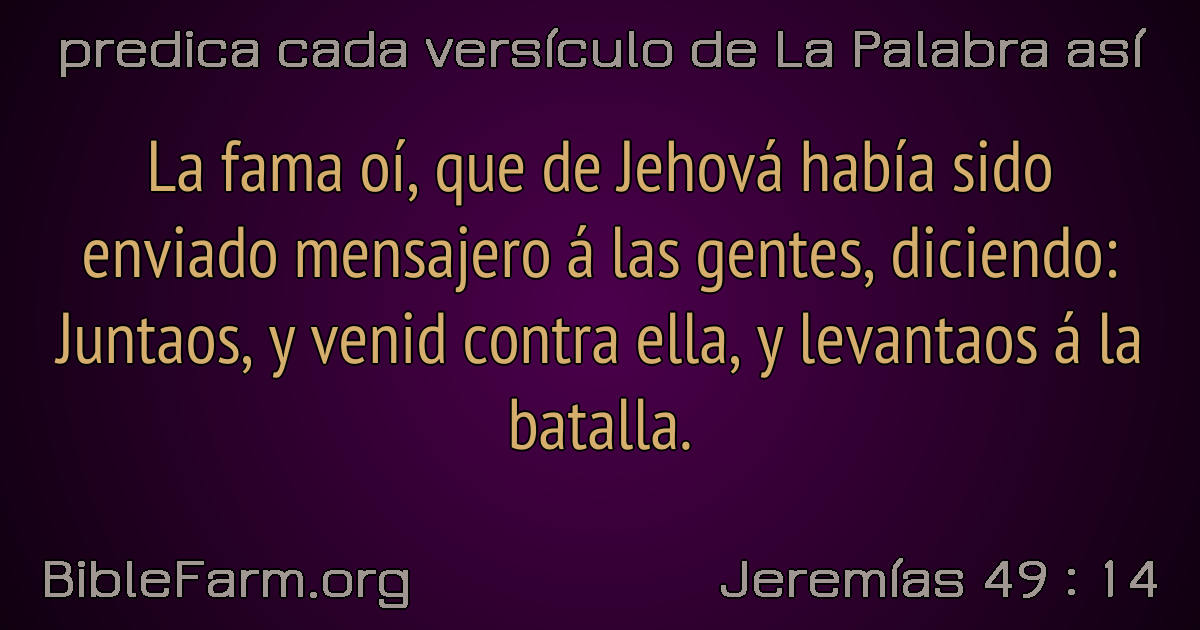 predica cada versículo de La Palabra así
La fama oí, que de Jehová había sido
enviado mensajero á las gentes, diciendo:
Juntaos, y venid contra ella, y levantaos á la
batalla.
BibleFarm.org
Jeremías 49 : 14